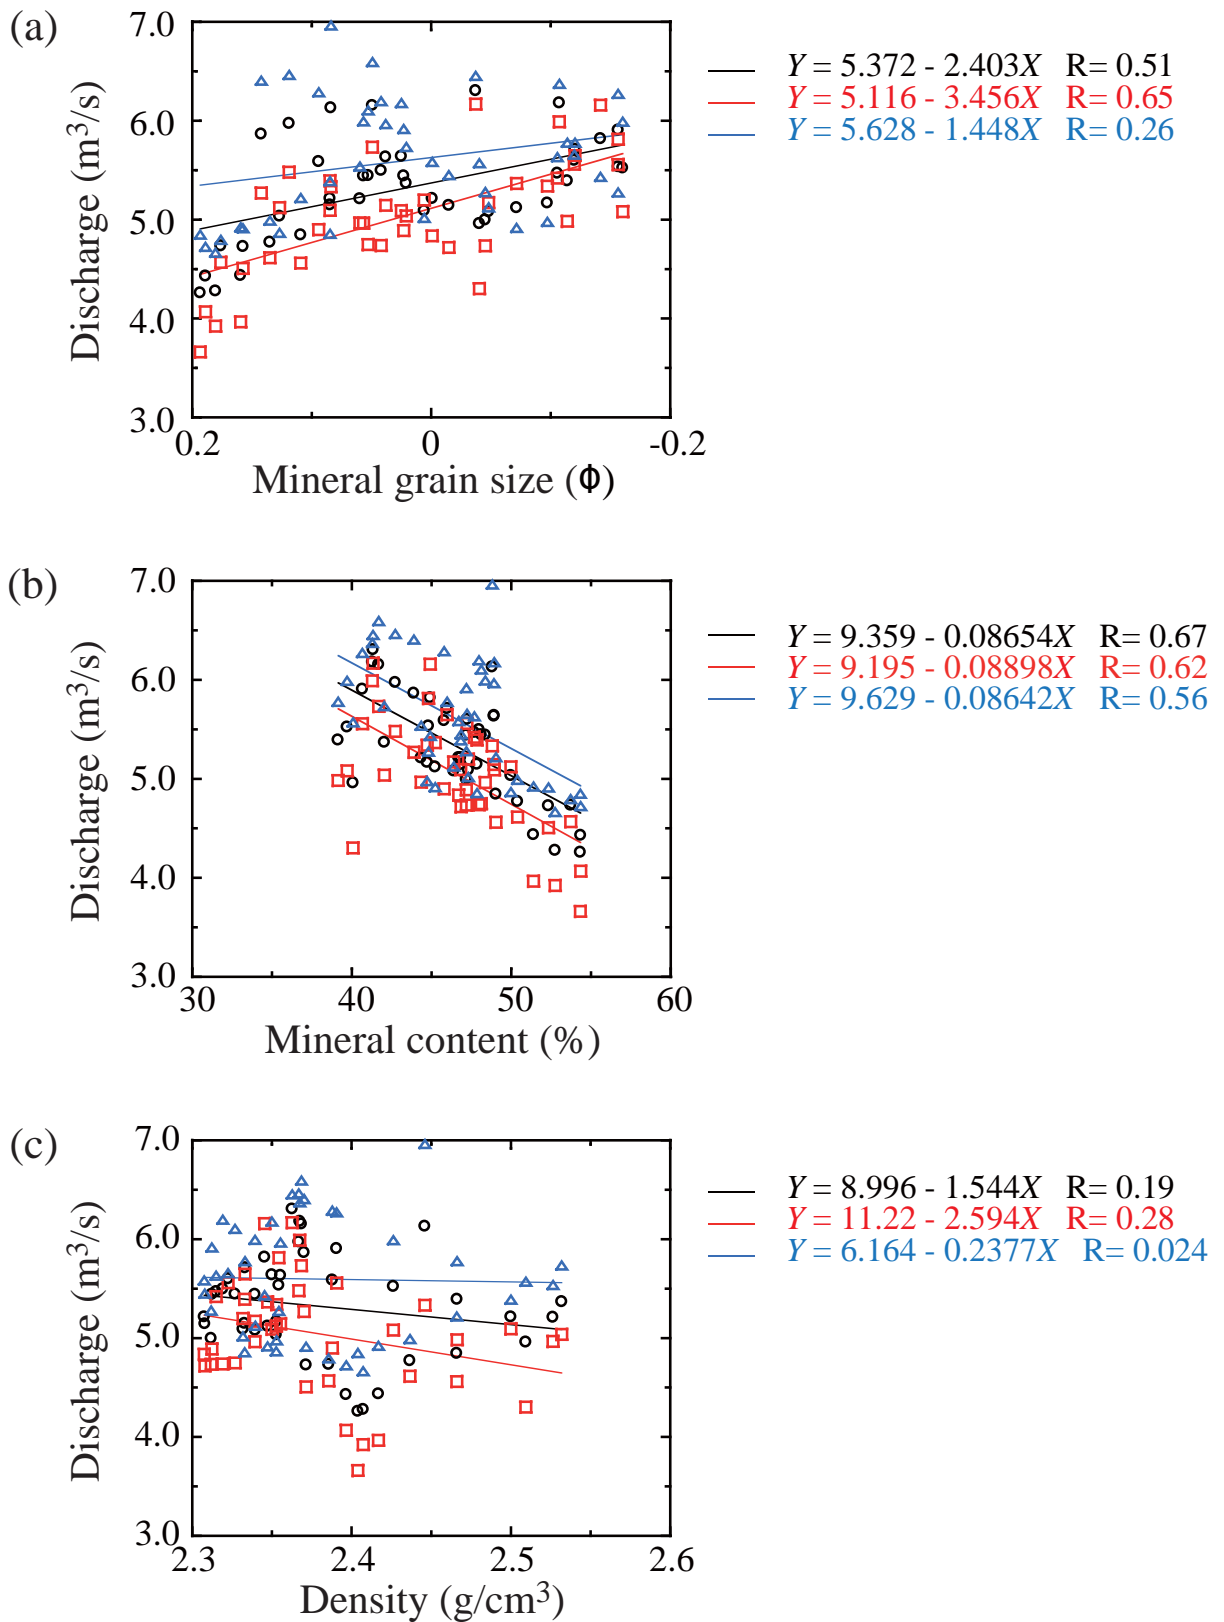 (a)
7.0
6.0
5.0
4.0
3.0
Discharge (m³/s)
0.2 0 -0.2
Mineral grain size (Φ)
Y = 5.372 - 2.403X R= 0.51
Y = 5.116 - 3.456X R= 0.65
Y = 5.628 - 1.448X R= 0.26
(b)
7.0
6.0
5.0
4.0
3.0
Discharge (m³/s)
30 40 50 60
Mineral content (%)
Y = 9.359 - 0.08654X R= 0.67
Y = 9.195 - 0.08898X R= 0.62
Y = 9.629 - 0.08642X R= 0.56
(c)
7.0
6.0
5.0
4.0
3.0
Discharge (m³/s)
2.3 2.4 2.5 2.6
Density (g/cm³)
Y = 8.996 - 1.544X R= 0.19
Y = 11.22 - 2.594X R= 0.28
Y = 6.164 - 0.2377X R= 0.024